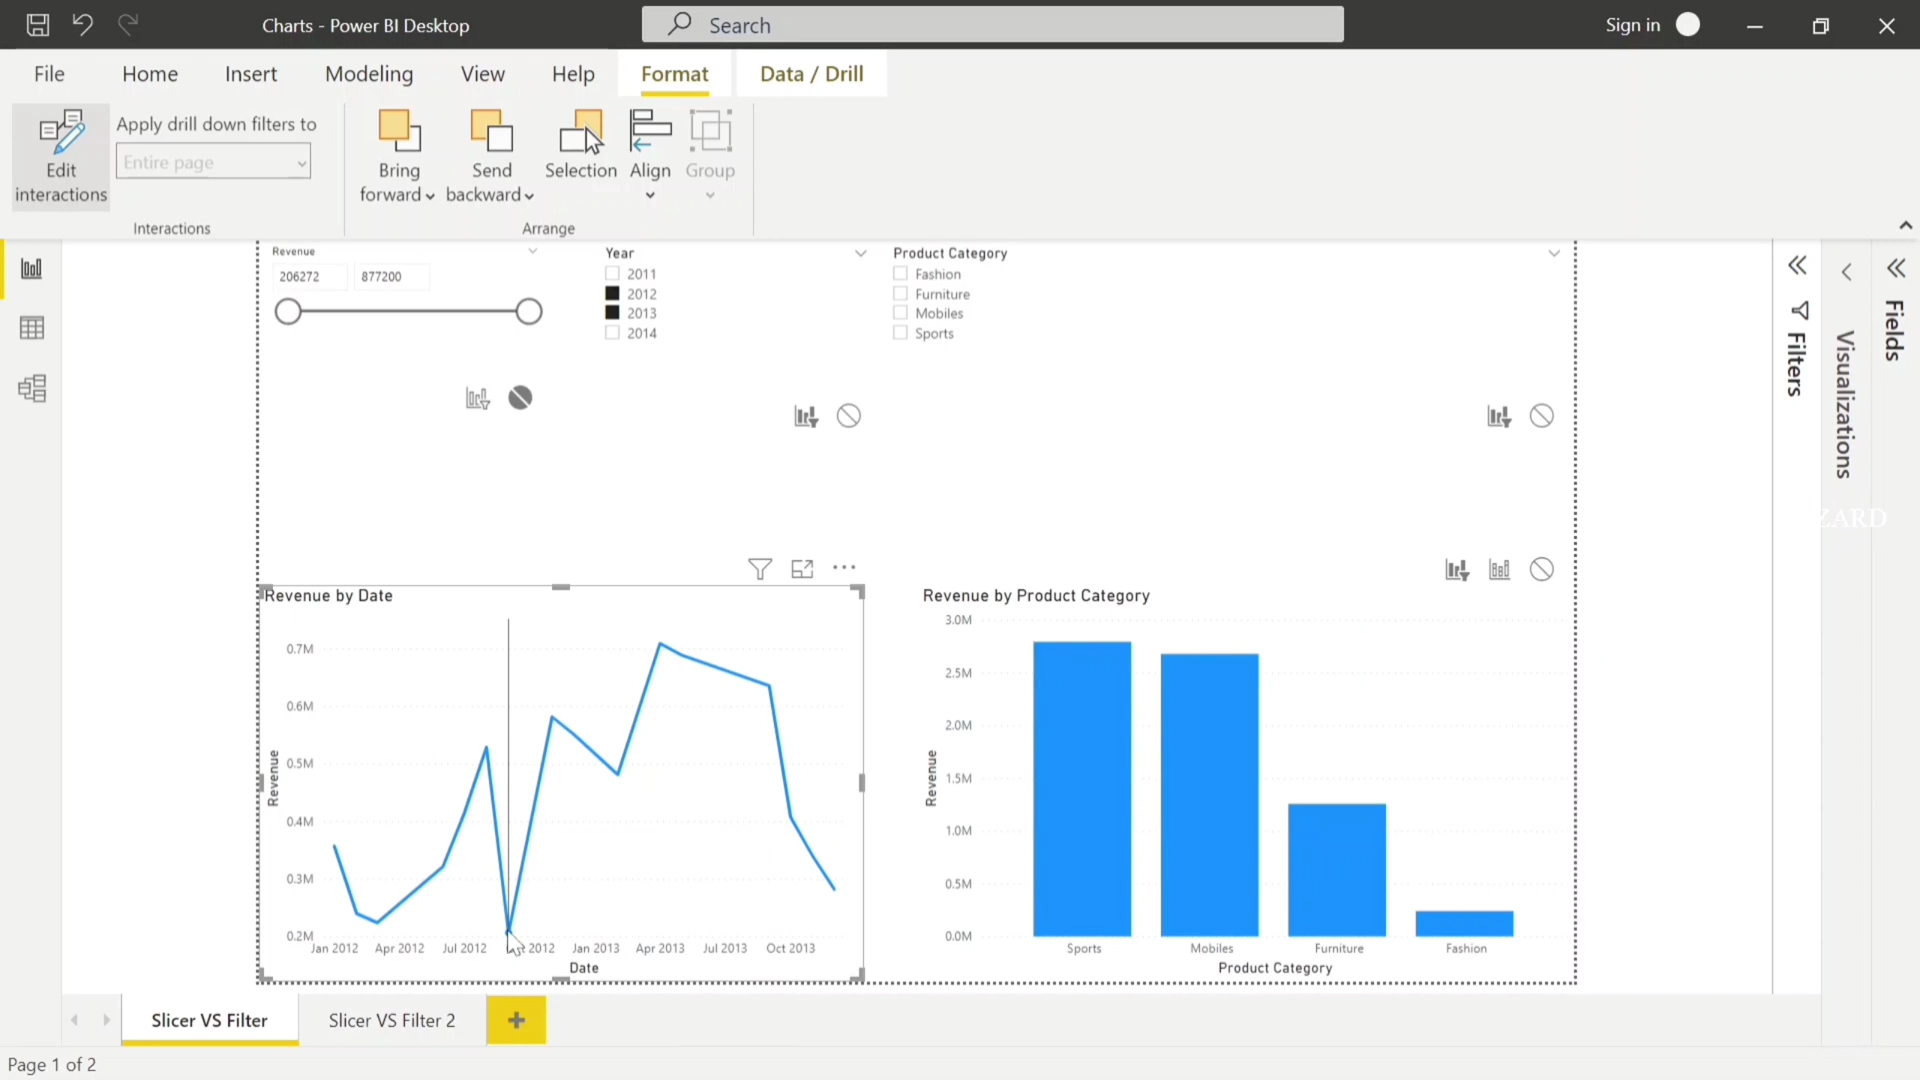 Charts - Power BI Desktop
Search
Sign in
File Home Insert Modeling View Help Format Data / Drill
Edit interactions
Apply drill down filters to
Entire page
Interactions
Bring forward
Send backward
Selection
Align
Group
Arrange
Revenue
206272 877200
Year
2011
2012
2013
2014
Product Category
Fashion
Furniture
Mobiles
Sports
Filters
Visualizations
Fields
ZARD
Revenue by Date
0.7M
0.6M
0.5M
0.4M
0.3M
0.2M
Revenue
Jan 2012 Apr 2012 Jul 2012 2012 Jan 2013 Apr 2013 Jul 2013 Oct 2013
Date
Revenue by Product Category
3.0M
2.5M
2.0M
1.5M
1.0M
0.5M
0.0M
Revenue
Sports Mobiles Furniture Fashion
Product Category
Slicer VS Filter
Slicer VS Filter 2
Page 1 of 2